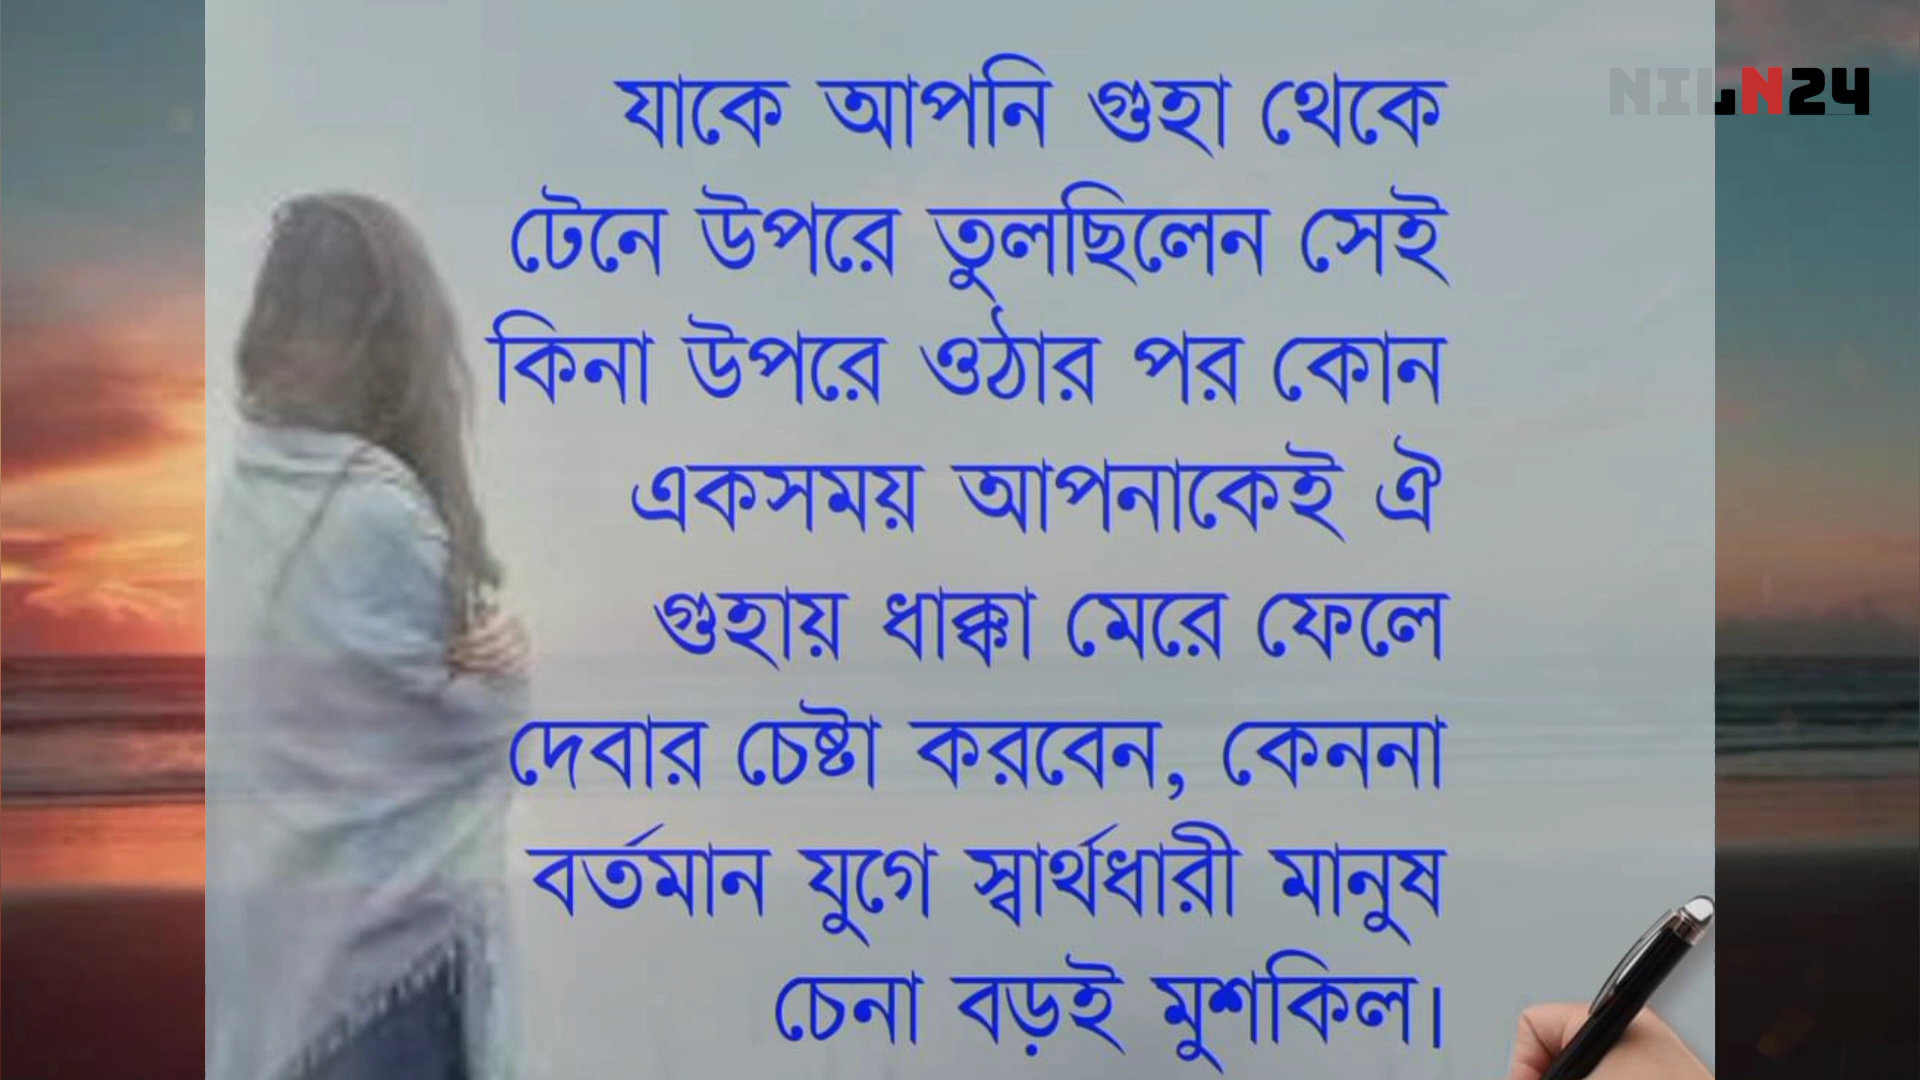 NILN24
যাকে আপনি গুহা থেকে
টেনে উপরে তুলছিলেন সেই
কিনা উপরে ওঠার পর কোন
একসময় আপনাকেই ঐ
গুহায় ধাক্কা মেরে ফেলে
দেবার চেষ্টা করবেন, কেননা
বর্তমান যুগে স্বার্থধারী মানুষ
চেনা বড়ই মুশকিল।